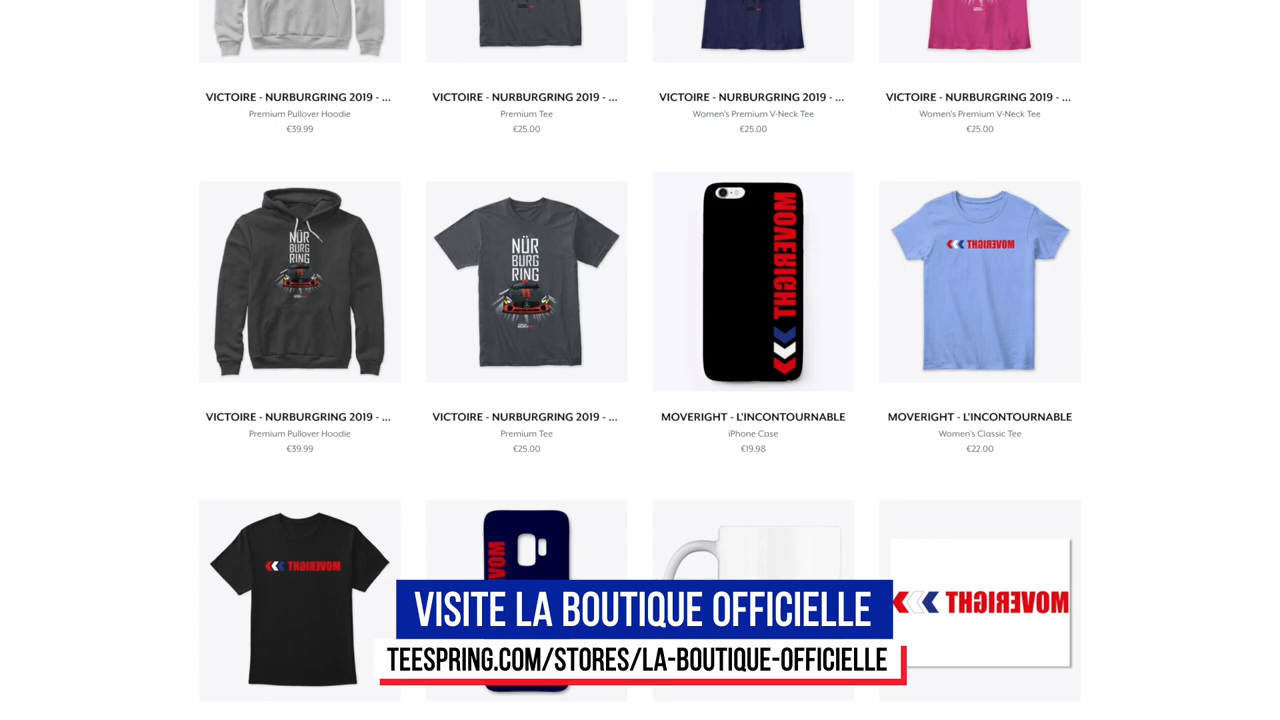 VICTOIRE - NURBURGRING 2019 - ...
Premium Pullover Hoodie
€39.99
VICTOIRE - NURBURGRING 2019 - ...
Premium Tee
€25.00
VICTOIRE - NURBURGRING 2019 - ...
Women's Premium V-Neck Tee
€25.00
VICTOIRE - NURBURGRING 2019 - ...
Women's Premium V-Neck Tee
€25.00
NÜR
BURG
RING
VICTOIRE - NURBURGRING 2019 - ...
Premium Pullover Hoodie
€39.99
NÜR
BURG
RING
VICTOIRE - NURBURGRING 2019 - ...
Premium Tee
€25.00
MOVERIGHT
MOVERIGHT - L'INCONTOURNABLE
iPhone Case
€19.98
MOVERIGHT
MOVERIGHT - L'INCONTOURNABLE
Women's Classic Tee
€22.00
MOVERIGHT
MOV
MOVERIGHT
VISITE LA BOUTIQUE OFFICIELLE
TEESPRING.COM/STORES/LA-BOUTIQUE-OFFICIELLE